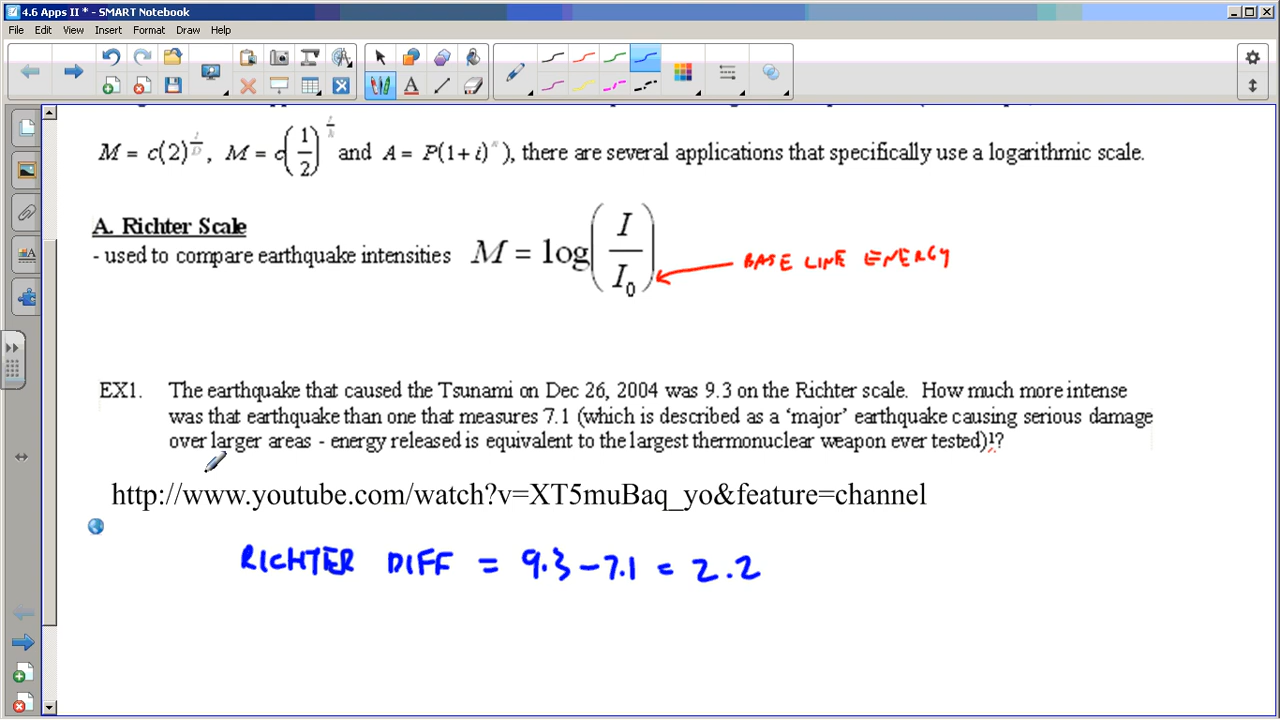 4.6 Apps II * - SMART Notebook
File Edit View Insert Format Draw Help
M = c(2)^(t/D), M = c(1/2)^(t/h) and A = P(1+i)^n), there are several applications that specifically use a logarithmic scale.
A. Richter Scale
- used to compare earthquake intensities M = log(I/I₀)
BASE LINE ENERGY
EX1. The earthquake that caused the Tsunami on Dec 26, 2004 was 9.3 on the Richter scale. How much more intense
was that earthquake than one that measures 7.1 (which is described as a ‘major’ earthquake causing serious damage
over larger areas - energy released is equivalent to the largest thermonuclear weapon ever tested)¹?
http://www.youtube.com/watch?v=XT5muBaq_yo&feature=channel
RICHTER DIFF = 9.3 - 7.1 = 2.2